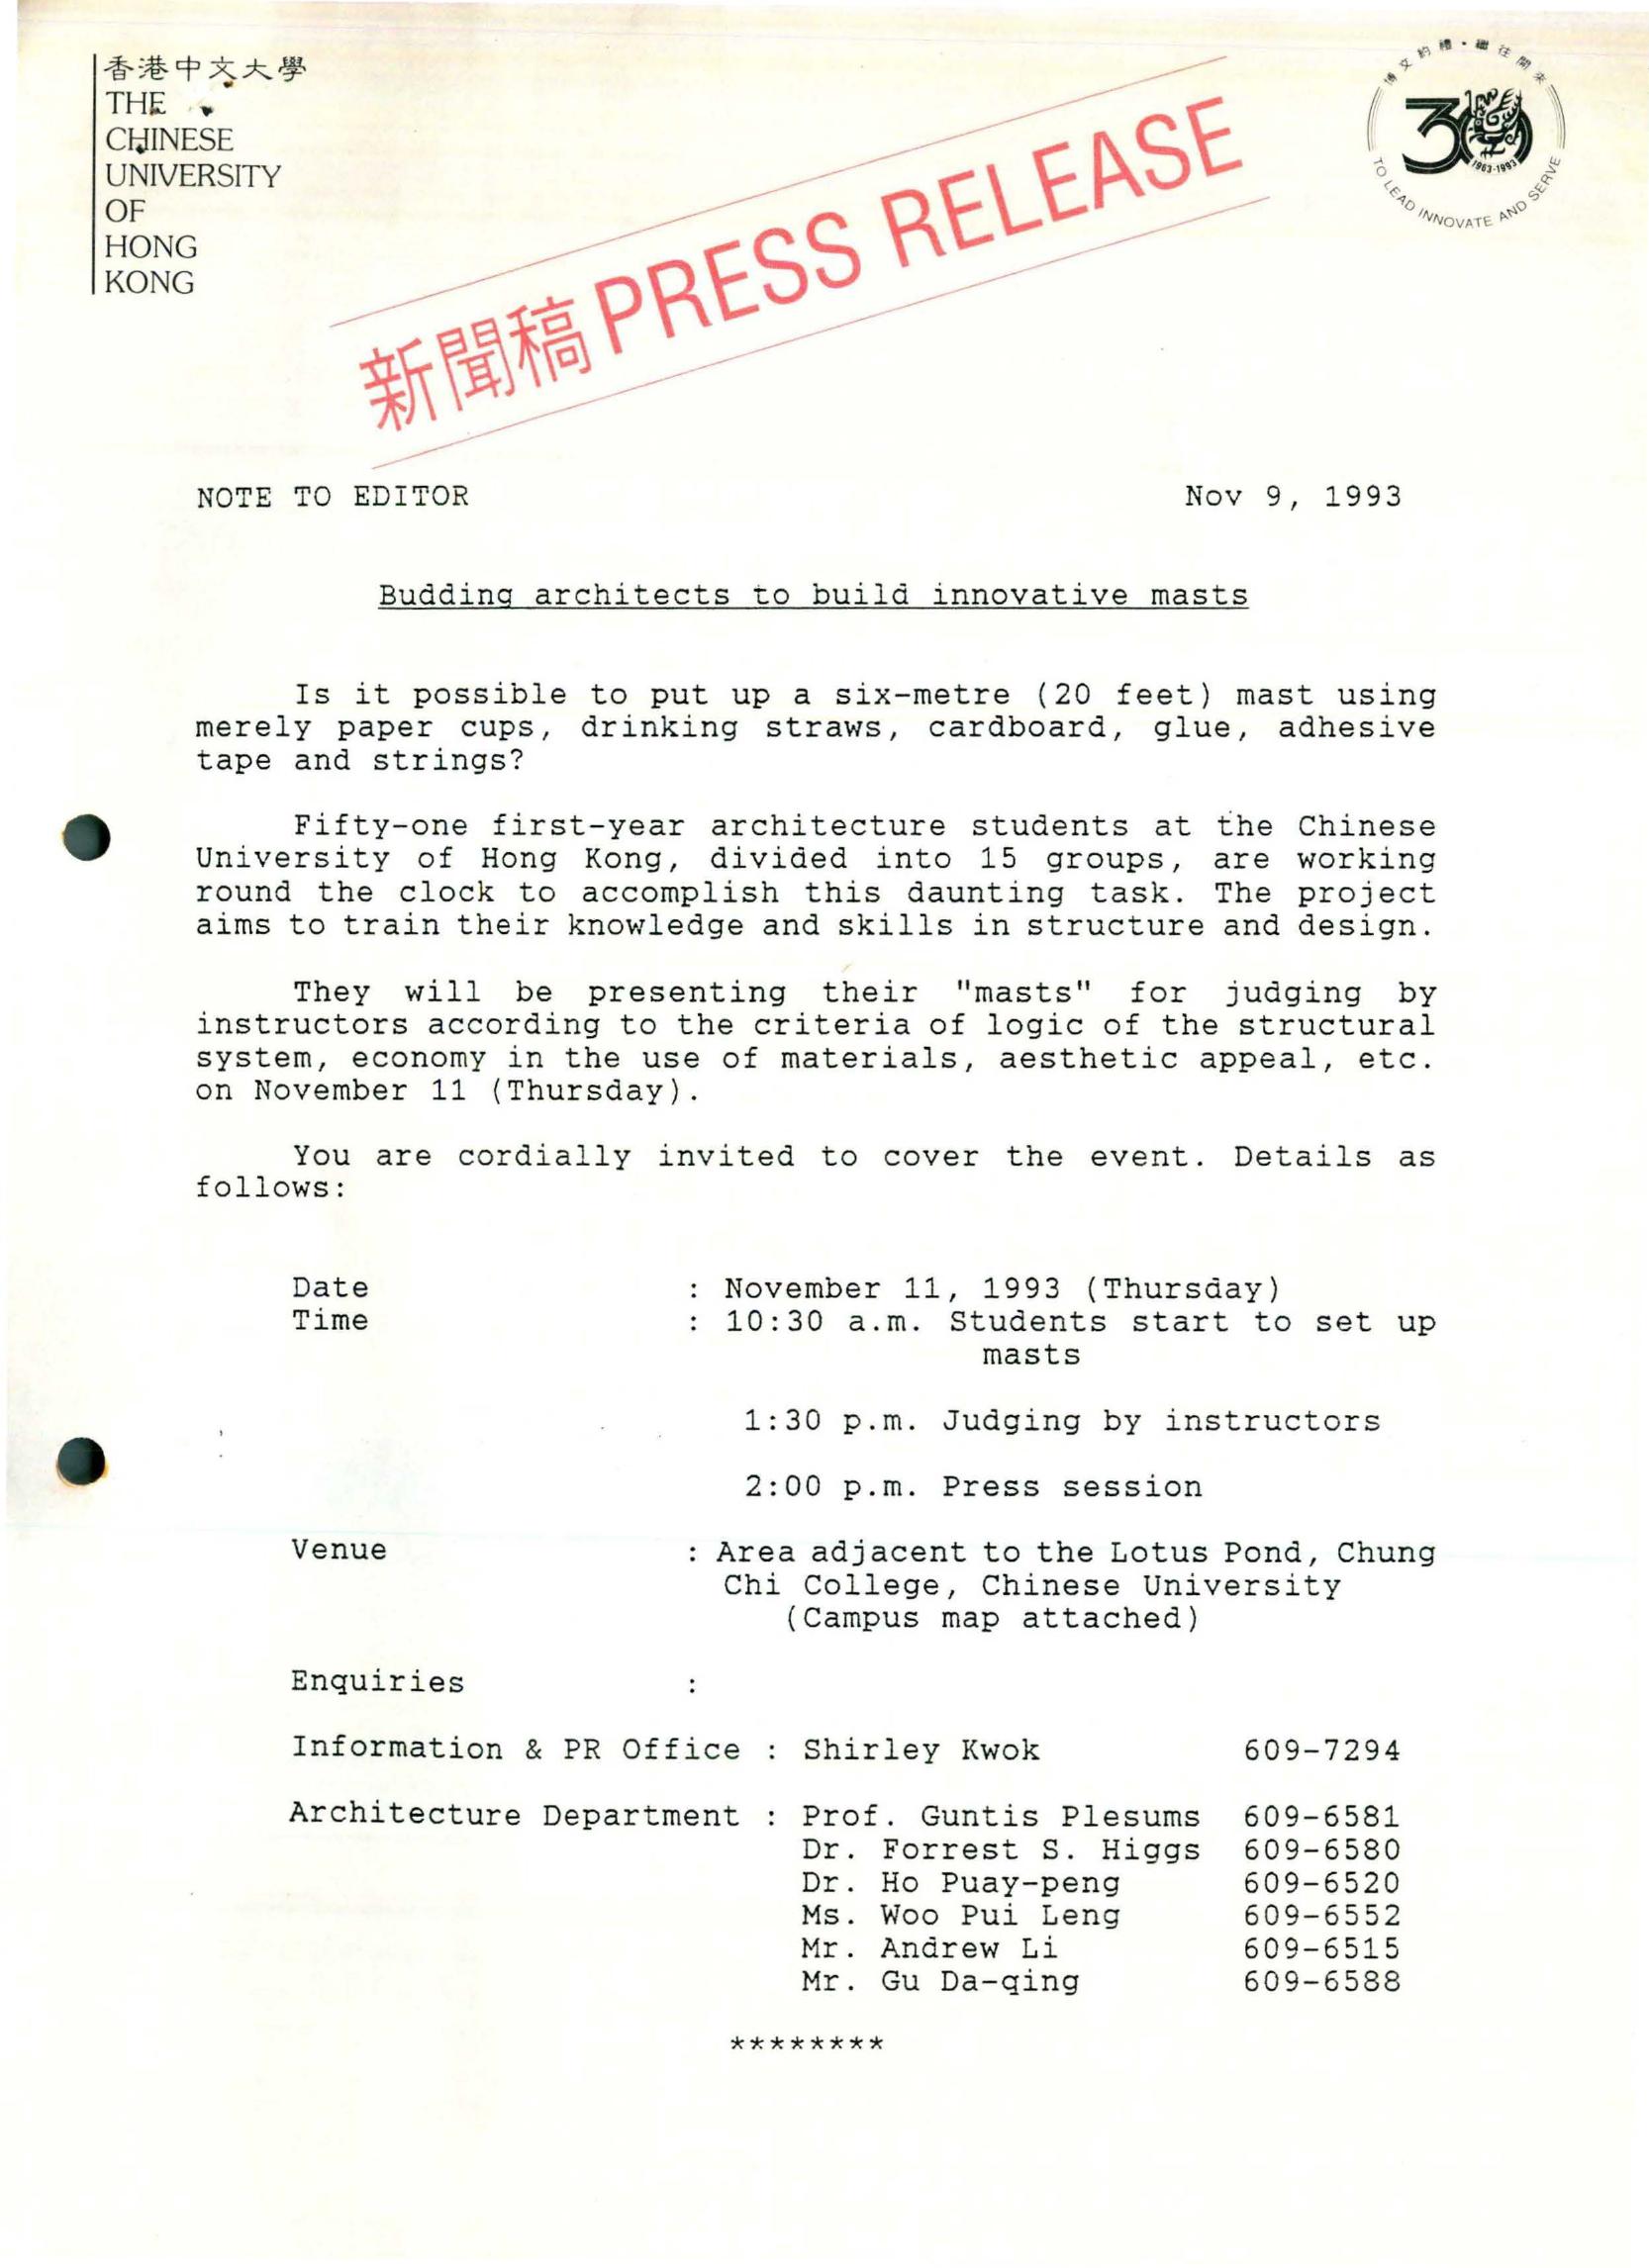 香港中文大學
THE
CHINESE
UNIVERSITY
OF
HONG
KONG
博文約禮·繼往開來
30
1963-1993
TO LEAD INNOVATE AND SERVE
新聞稿 PRESS RELEASE
NOTE TO EDITOR Nov 9, 1993
Budding architects to build innovative masts
Is it possible to put up a six-metre (20 feet) mast using
merely paper cups, drinking straws, cardboard, glue, adhesive
tape and strings?
Fifty-one first-year architecture students at the Chinese
University of Hong Kong, divided into 15 groups, are working
round the clock to accomplish this daunting task. The project
aims to train their knowledge and skills in structure and design.
They will be presenting their "masts" for judging by
instructors according to the criteria of logic of the structural
system, economy in the use of materials, aesthetic appeal, etc.
on November 11 (Thursday).
You are cordially invited to cover the event. Details as
follows:
Date : November 11, 1993 (Thursday)
Time : 10:30 a.m. Students start to set up
masts
1:30 p.m. Judging by instructors
2:00 p.m. Press session
Venue : Area adjacent to the Lotus Pond, Chung
Chi College, Chinese University
(Campus map attached)
Enquiries :
Information & PR Office : Shirley Kwok 609-7294
Architecture Department : Prof. Guntis Plesums 609-6581
Dr. Forrest S. Higgs 609-6580
Dr. Ho Puay-peng 609-6520
Ms. Woo Pui Leng 609-6552
Mr. Andrew Li 609-6515
Mr. Gu Da-qing 609-6588
********